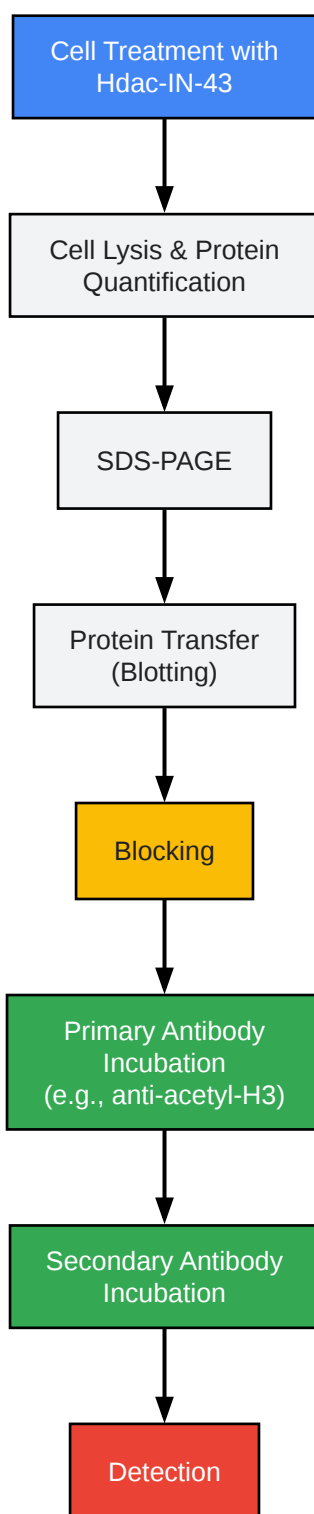 Cell Treatment with
Hdac-IN-43
Cell Lysis & Protein
Quantification
SDS-PAGE
Protein Transfer
(Blotting)
Blocking
Primary Antibody
Incubation
(e.g., anti-acetyl-H3)
Secondary Antibody
Incubation
Detection